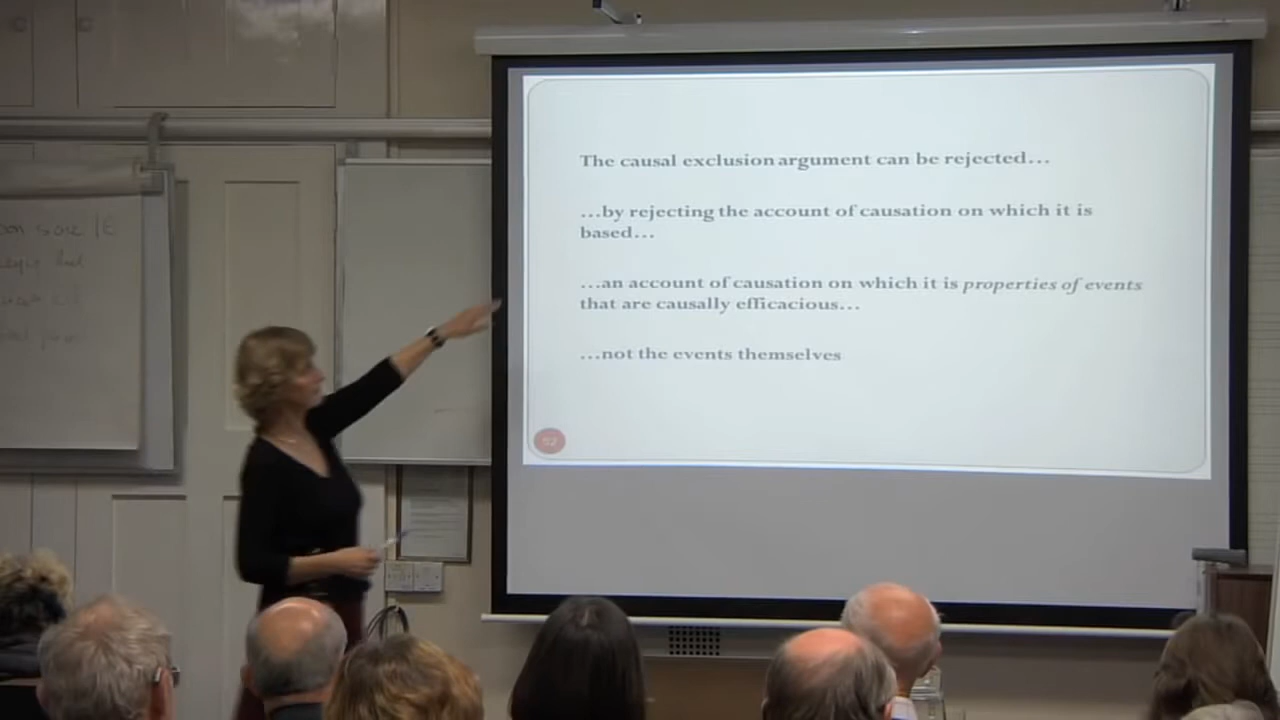 The causal exclusion argument can be rejected...
...by rejecting the account of causation on which it is
based...
...an account of causation on which it is properties of events
that are causally efficacious...
...not the events themselves
52